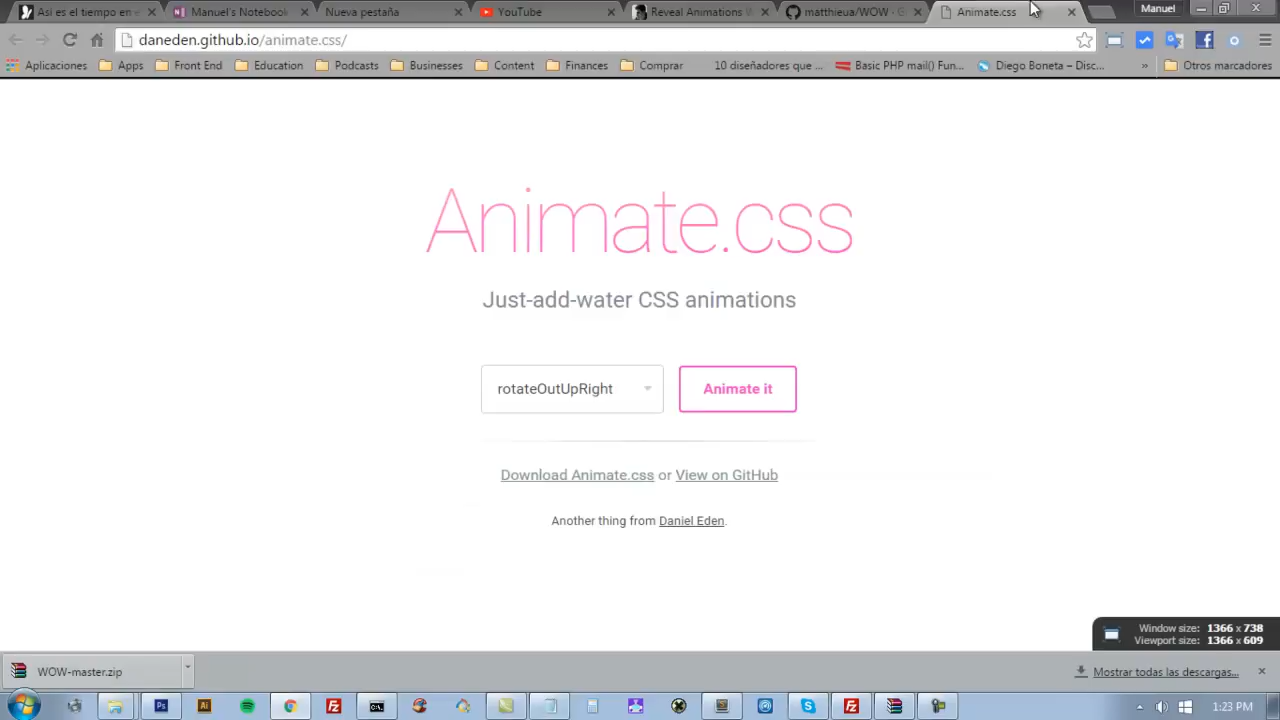 Asi es el tiempo en e
Manuel's Notebook
Nueva pestaña
YouTube
Reveal Animations W
matthieua/WOW · G
Animate.css
Manuel
daneden.github.io/animate.css/
Aplicaciones
Apps
Front End
Education
Podcasts
Businesses
Content
Finances
Comprar
10 diseñadores que ...
Basic PHP mail() Fun...
Diego Boneta – Disc...
»
Otros marcadores
Animate.css
Just-add-water CSS animations
rotateOutUpRight
Animate it
Download Animate.css or View on GitHub
Another thing from Daniel Eden.
Window size: 1366 x 738
Viewport size: 1366 x 609
WOW-master.zip
Mostrar todas las descargas...
Ps
Ai
1:23 PM